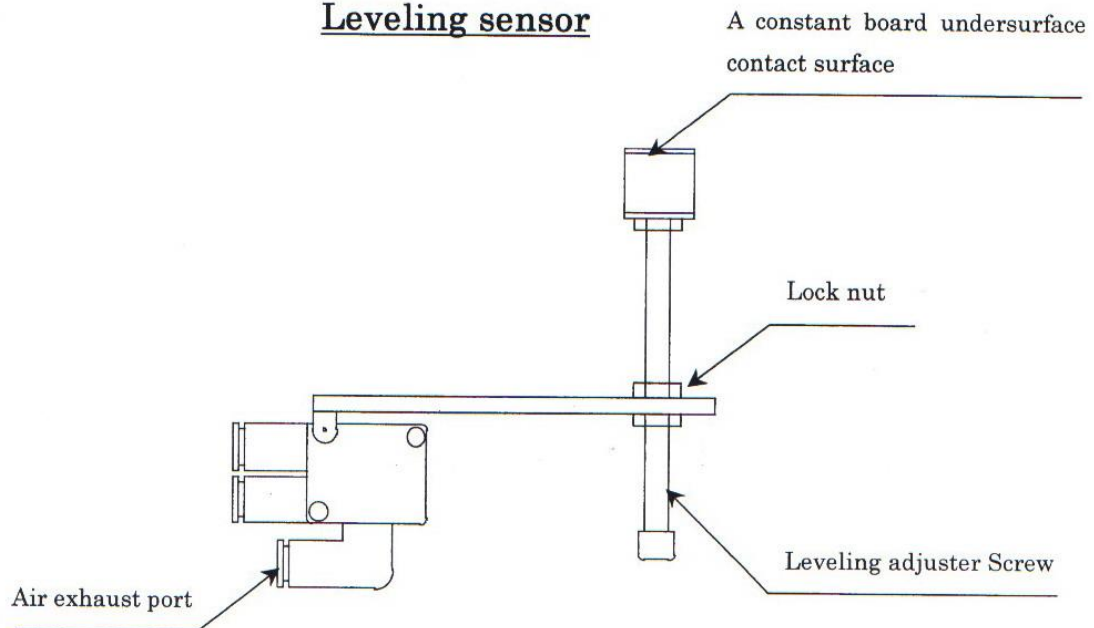 Leveling sensor
A constant board undersurface
contact surface
Lock nut
Leveling adjuster Screw
Air exhaust port